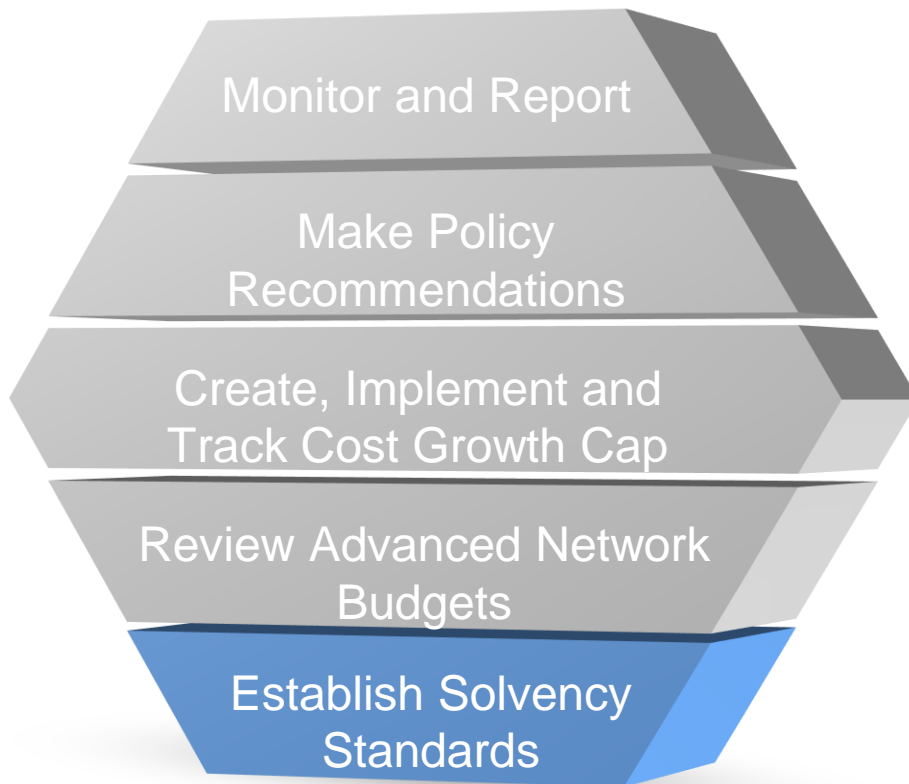 Monitor and Report
Make Policy
Recommendations
Create, Implement and
Track Cost Growth Cap
Review Advanced Network
Budgets
Establish Solvency
Standards